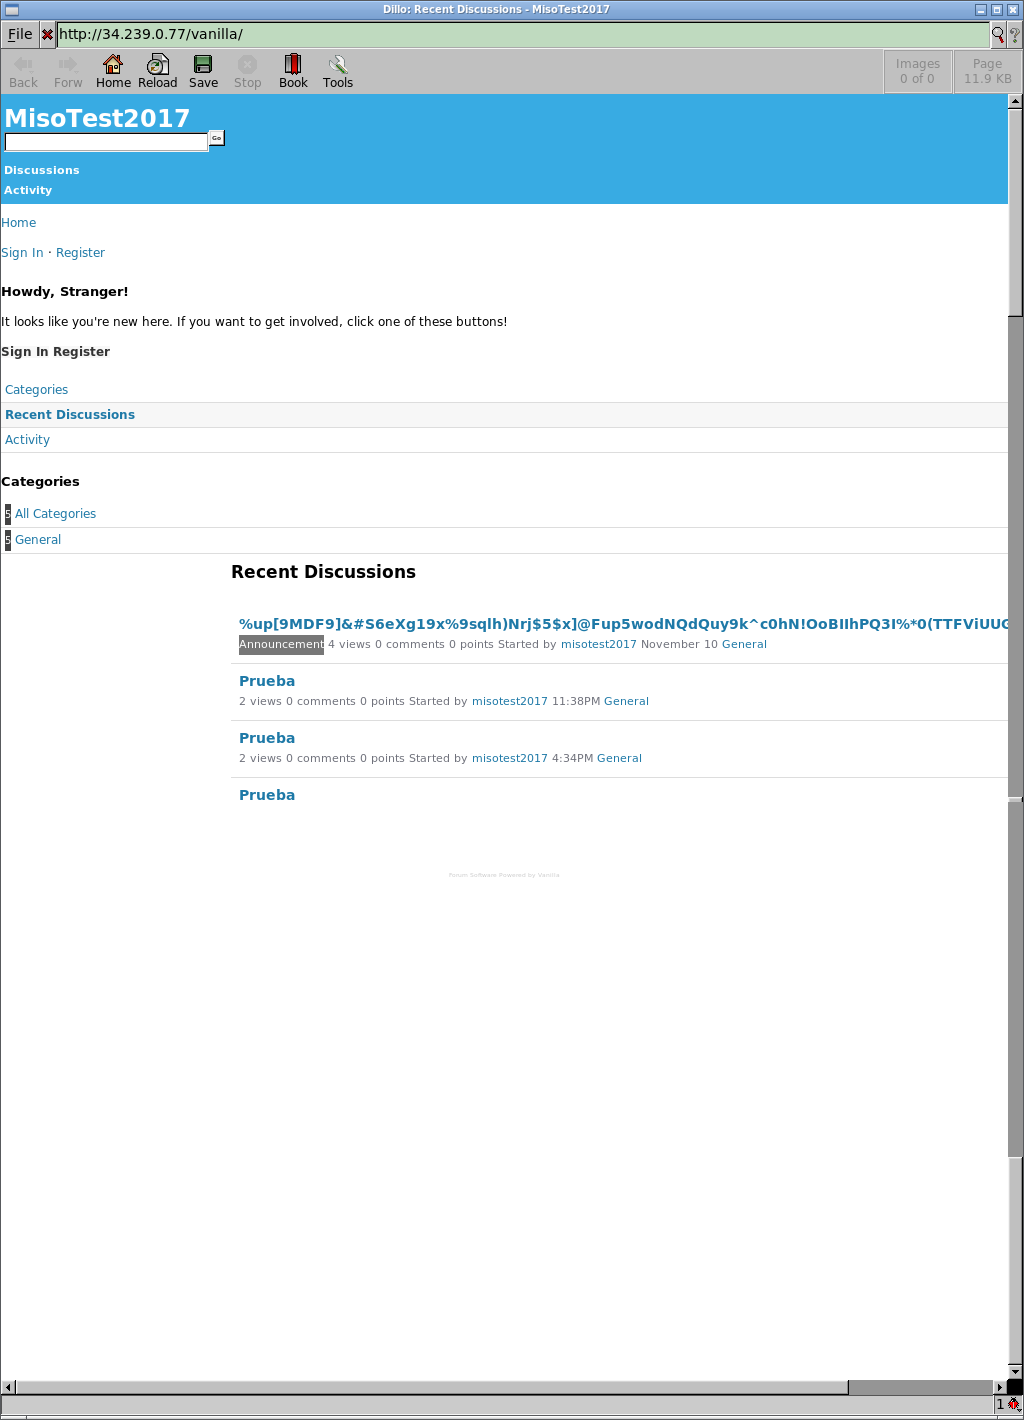 Dillo: Recent Discussions - MisoTest2017
File http://34.239.0.77/vanilla/
Back Forw Home Reload Save Stop Book Tools
Images
0 of 0
Page
11.9 KB
MisoTest2017
Go
Discussions
Activity
Home
Sign In · Register
Howdy, Stranger!
It looks like you're new here. If you want to get involved, click one of these buttons!
Sign In Register
Categories
Recent Discussions
Activity
Categories
5 All Categories
5 General
Recent Discussions
%up[9MDF9]&#S6eXg19x%9sqlh)Nrj$5$x]@Fup5wodNQdQuy9k^c0hN!OoBIIhPQ3I%*0(TTFViUUG
Announcement 4 views 0 comments 0 points Started by misotest2017 November 10 General
Prueba
2 views 0 comments 0 points Started by misotest2017 11:38PM General
Prueba
2 views 0 comments 0 points Started by misotest2017 4:34PM General
Prueba
Forum Software Powered by Vanilla
1